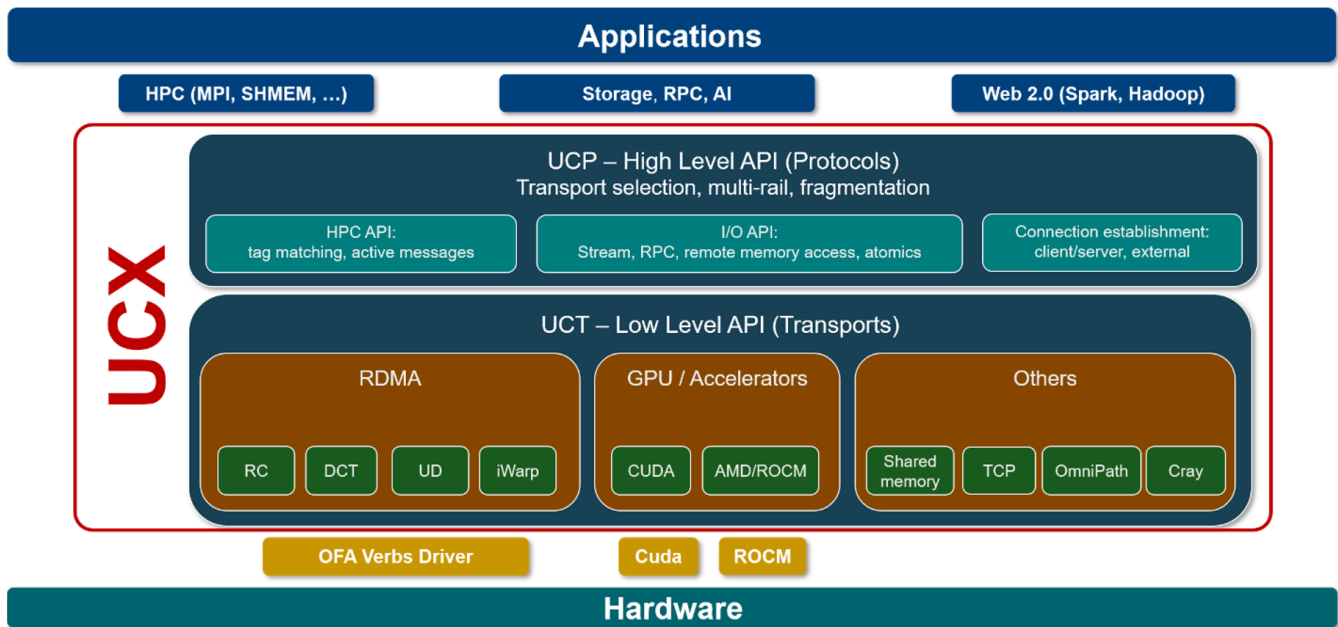 Applications
HPC (MPI, SHMEM, …)
Storage, RPC, AI
Web 2.0 (Spark, Hadoop)
UCX
UCP – High Level API (Protocols)
Transport selection, multi-rail, fragmentation
HPC API:
tag matching, active messages
I/O API:
Stream, RPC, remote memory access, atomics
Connection establishment:
client/server, external
UCT – Low Level API (Transports)
RDMA
RC
DCT
UD
iWarp
GPU / Accelerators
CUDA
AMD/ROCM
Others
Shared
memory
TCP
OmniPath
Cray
OFA Verbs Driver
Cuda
ROCM
Hardware